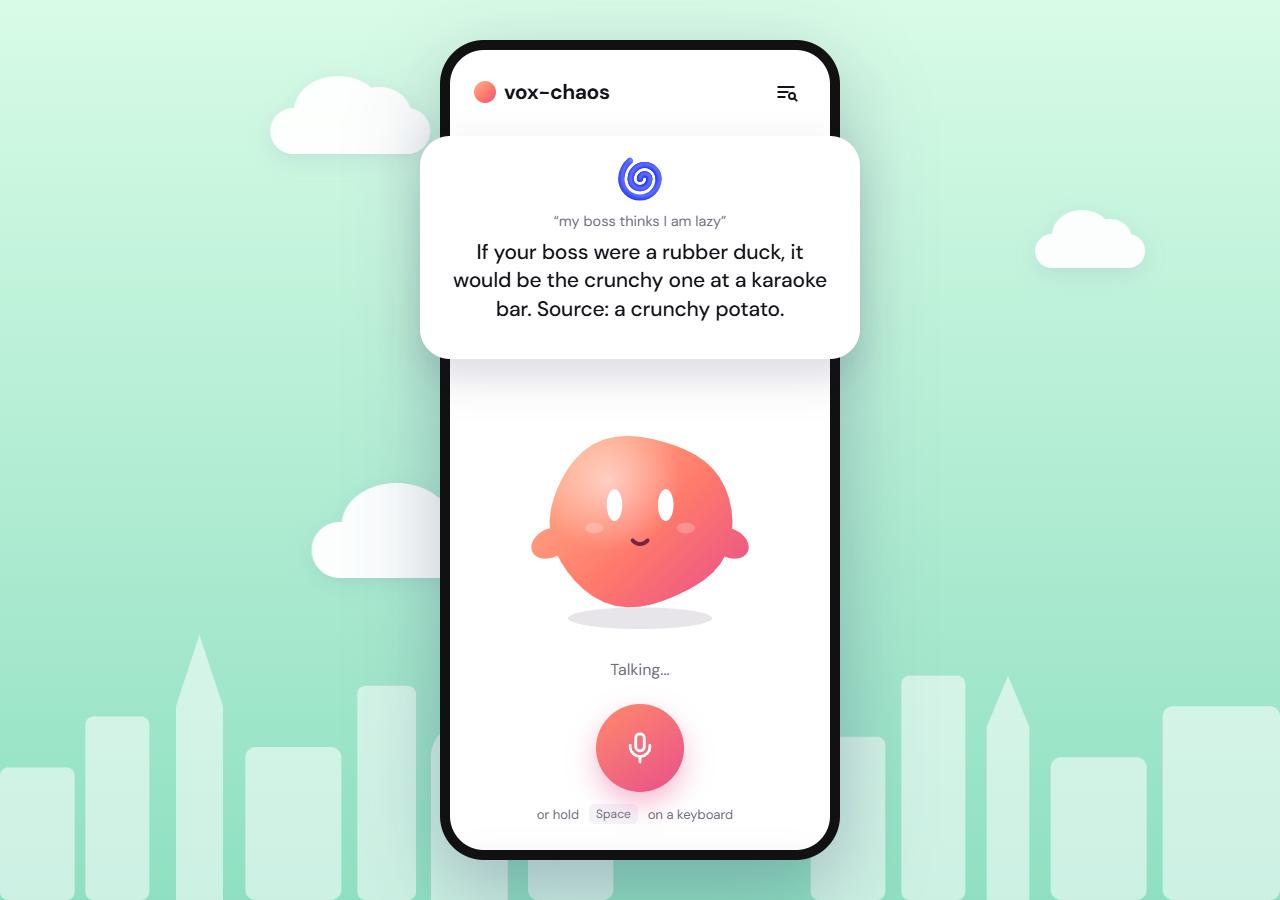 vox-chaos
“my boss thinks I am lazy”
If your boss were a rubber duck, it
would be the crunchy one at a karaoke
bar. Source: a crunchy potato.
Talking…
or hold Space on a keyboard